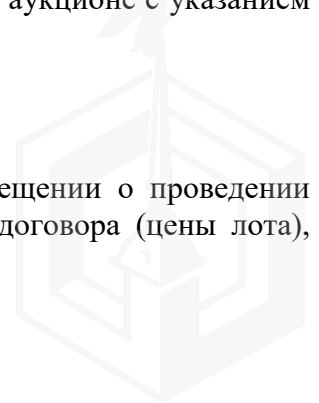 аукционе с указанием
ещении о проведении
договора (цены лота),